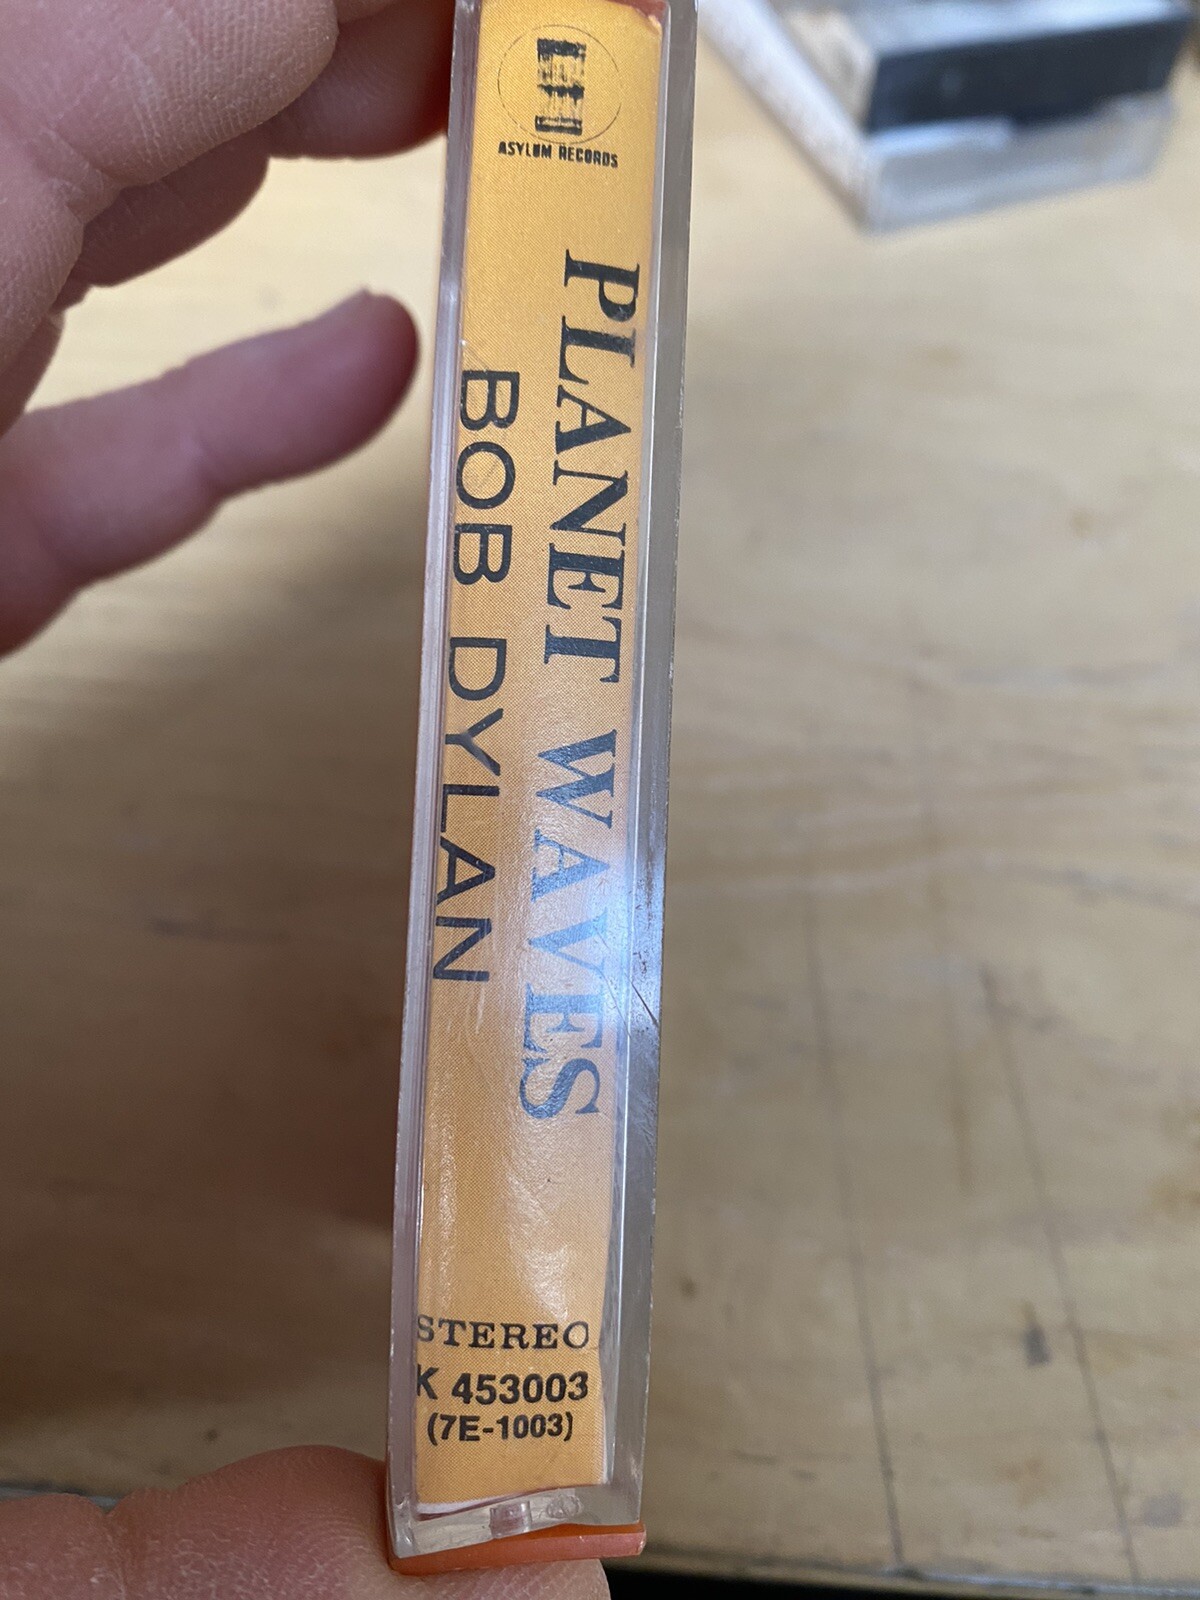 ASYLUM RECORDS
PLANET WAVES
BOB DYLAN
STEREO
K 453003
(7E-1003)